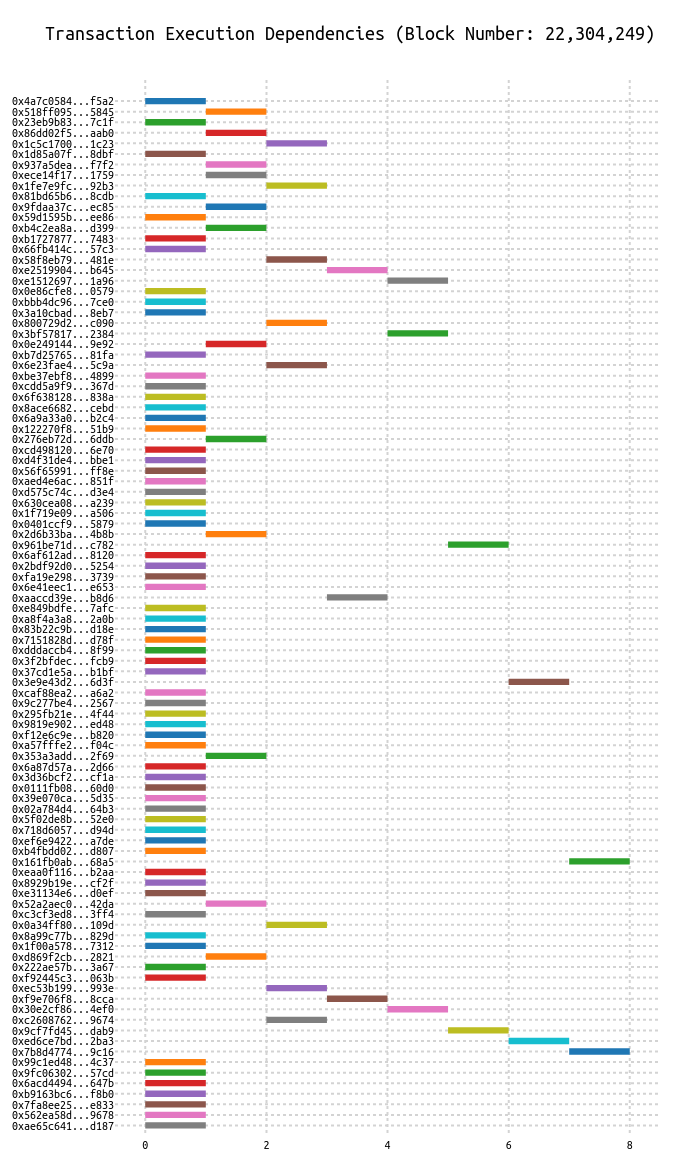 Transaction Execution Dependencies (Block Number: 22,304,249)
0x4a7c0584...f5a2
0x518ff095...5845
0x23eb9b83...7c1f
0x86dd02f5...aab0
0x1c5c1700...1c23
0x1d85a07f...8dbf
0x937a5dea...f7f2
0xece14f17...1759
0x1fe7e9fc...92b3
0x81bd65b6...8cdb
0x9fdaa37c...ec85
0x59d1595b...ee86
0xb4c2ea8a...d399
0xb1727877...7483
0x66fb414c...57c3
0x58f8eb79...481e
0xe2519904...b645
0xe1512697...1a96
0x0e86cfe8...0579
0xbbb4dc96...7ce0
0x3a10cbad...8eb7
0x800729d2...c090
0x3bf57817...2384
0x0e249144...9e92
0xb7d25765...81fa
0x6e23fae4...5c9a
0xbe37ebf8...4899
0xcdd5a9f9...367d
0x6f638128...838a
0x8ace6682...cebd
0x6a9a33a0...b2c4
0x122270f8...51b9
0x276eb72d...6ddb
0xcd498120...6e70
0xd4f31de4...bbe1
0x56f65991...ff8e
0xaed4e6ac...851f
0xd575c74c...d3e4
0x630cea08...a239
0x1f719e09...a506
0x0401ccf9...5879
0x2d6b33ba...4b8b
0x961be71d...c782
0x6af612ad...8120
0x2bdf92d0...5254
0xfa19e298...3739
0x6e41eec1...e653
0xaaccd39e...b8d6
0xe849bdfe...7afc
0xa8f4a3a8...2a0b
0x83b22c9b...d18e
0x7151828d...d78f
0xdddaccb4...8f99
0x3f2bfdec...fcb9
0x37cd1e5a...b1bf
0x3e9e43d2...6d3f
0xcaf88ea2...a6a2
0x9c277be4...2567
0x295fb21e...4f44
0x9819e902...ed48
0xf12e6c9e...b820
0xa57fffe2...f04c
0x353a3add...2f69
0x6a87d57a...2d66
0x3d36bcf2...cf1a
0x0111fb08...60d0
0x39e070ca...5d35
0x02a784d4...64b3
0x5f02de8b...52e0
0x718d6057...d94d
0xef6e9422...a7de
0xb4fbdd02...d807
0x161fb0ab...68a5
0xeaa0f116...b2aa
0x8929b19e...cf2f
0xe31134e6...d0ef
0x52a2aec0...42da
0xc3cf3ed8...3ff4
0x0a34ff80...109d
0x8a99c77b...829d
0x1f00a578...7312
0xd869f2cb...2821
0x222ae57b...3a67
0xf92445c3...063b
0xec53b199...993e
0xf9e706f8...8cca
0x30e2cf86...4ef0
0xc2608762...9674
0x9cf7fd45...dab9
0xed6ce7bd...2ba3
0x7b8d4774...9c16
0x99c1ed48...4c37
0x9fc06302...57cd
0x6acd4494...647b
0xb9163bc6...f8b0
0x7fa8ee25...e833
0x562ea58d...9678
0xae65c641...d187
0 2 4 6 8